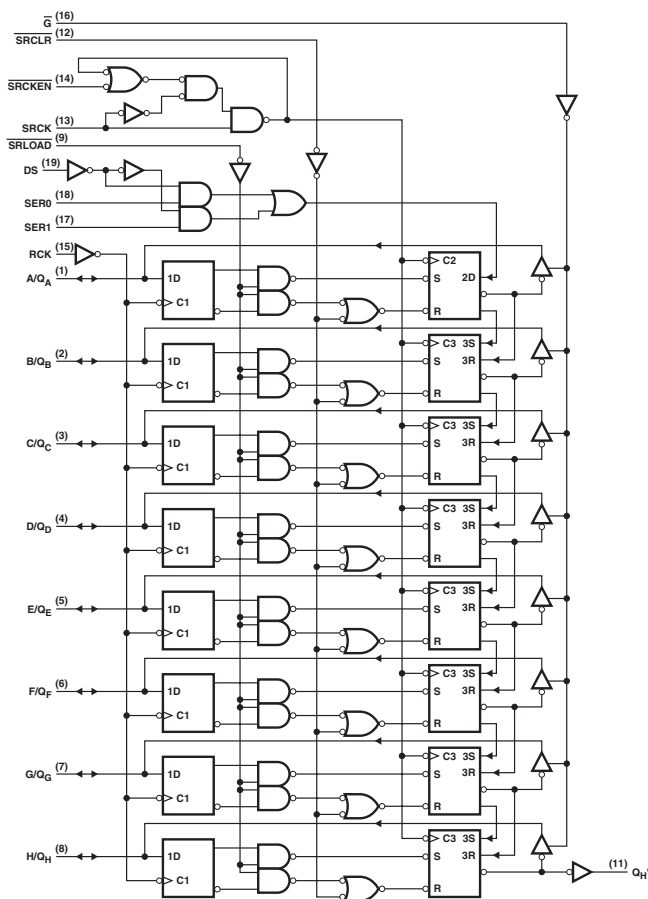 G (16)
SRCLR (12)
SRCKEN (14)
SRCK (13)
SRLOAD (9)
DS (19)
SER0 (18)
SER1 (17)
RCK (15)
A/QA (1)
1D
C1
S
R
C2
2D
B/QB (2)
1D
C1
S
R
C3 3S
3R
C/QC (3)
1D
C1
S
R
C3 3S
3R
D/QD (4)
1D
C1
S
R
C3 3S
3R
E/QE (5)
1D
C1
S
R
C3 3S
3R
F/QF (6)
1D
C1
S
R
C3 3S
3R
G/QG (7)
1D
C1
S
R
C3 3S
3R
H/QH (8)
1D
C1
S
R
C3 3S
3R
(11) QH'